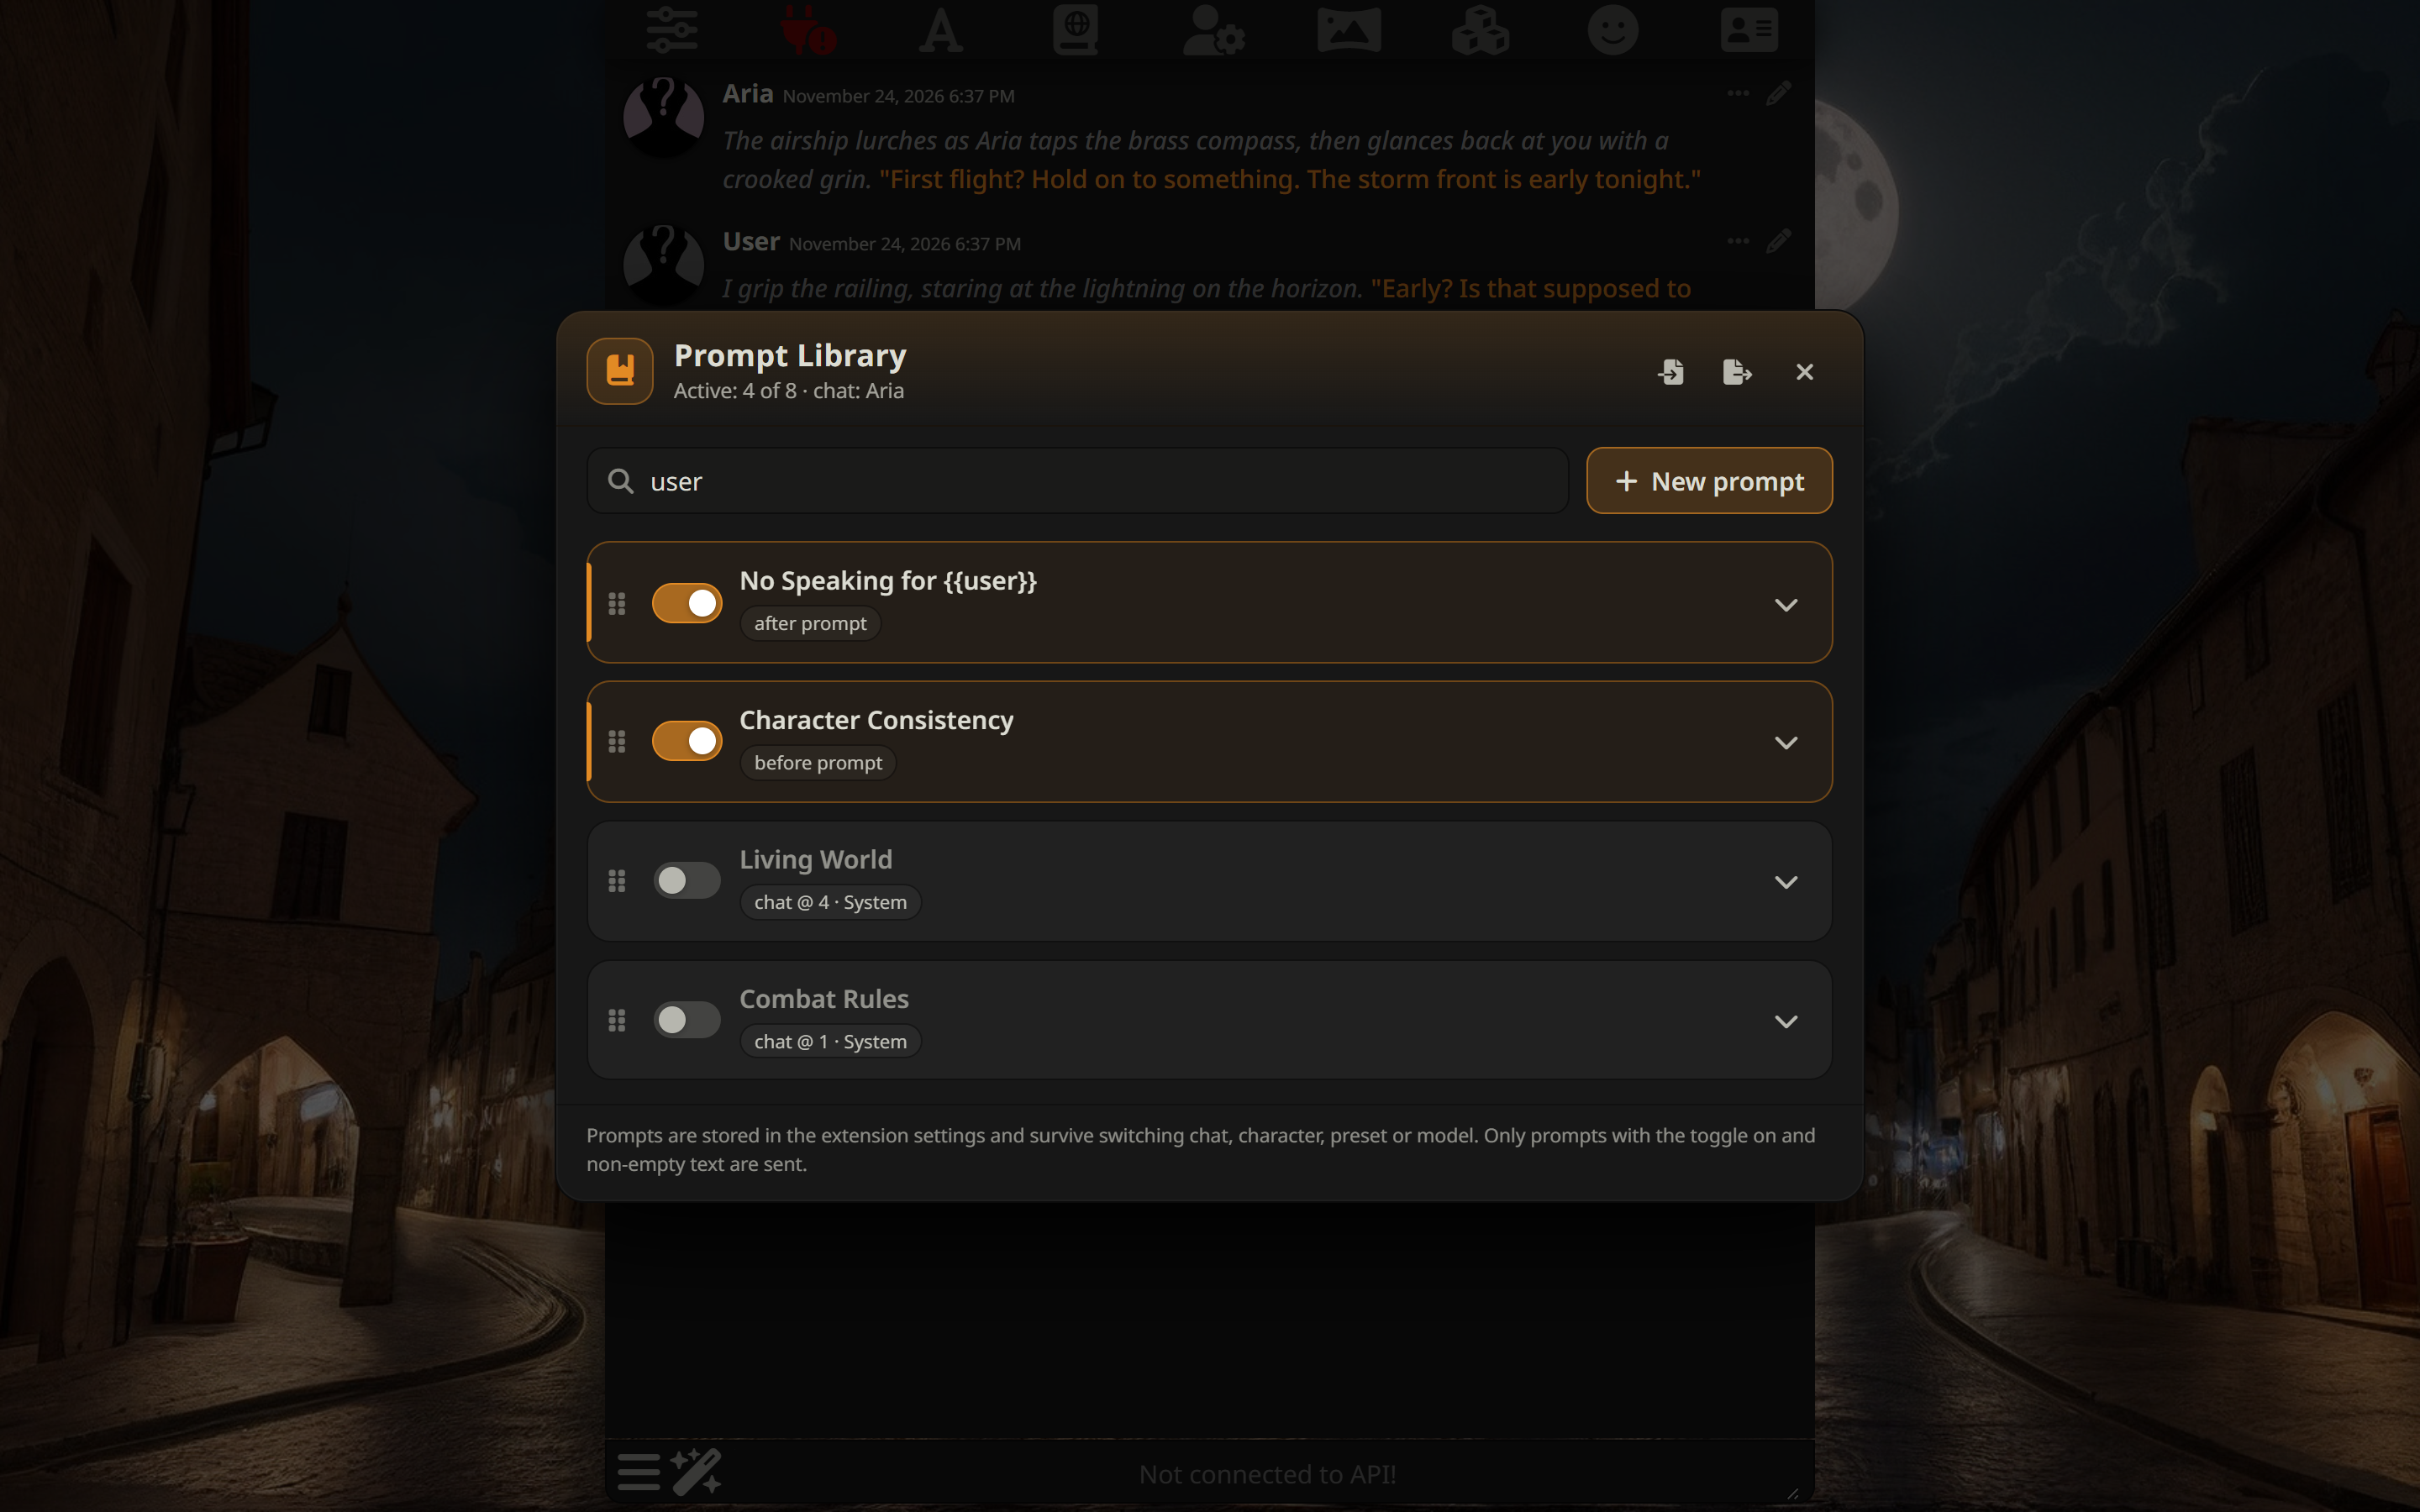 Aria November 24, 2026 6:37 PM
The airship lurches as Aria taps the brass compass, then glances back at you with a
crooked grin. "First flight? Hold on to something. The storm front is early tonight."
User November 24, 2026 6:37 PM
I grip the railing, staring at the lightning on the horizon. "Early? Is that supposed to
Prompt Library
Active: 4 of 8 · chat: Aria
user
New prompt
No Speaking for {{user}}
after prompt
Character Consistency
before prompt
Living World
chat @ 4 · System
Combat Rules
chat @ 1 · System
Prompts are stored in the extension settings and survive switching chat, character, preset or model. Only prompts with the toggle on and
non-empty text are sent.
Not connected to API!